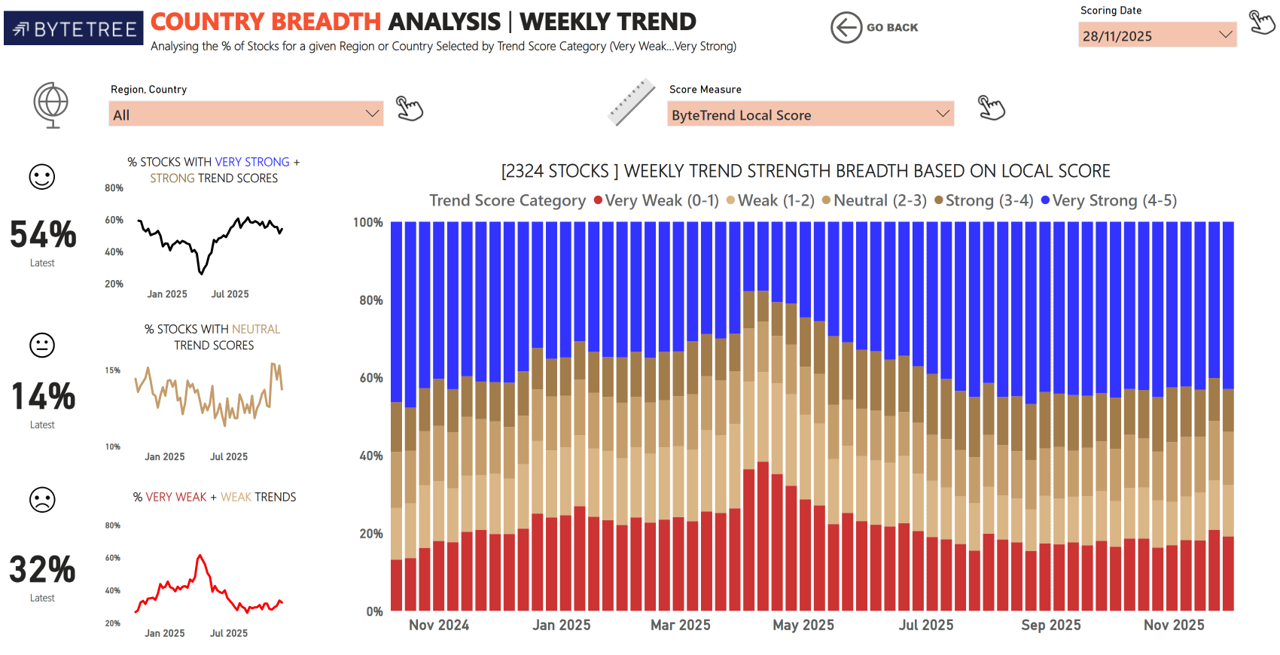 BYTETREE
COUNTRY BREADTH ANALYSIS | WEEKLY TREND
Analysing the % of Stocks for a given Region or Country Selected by Trend Score Category (Very Weak...Very Strong)
GO BACK
Scoring Date
28/11/2025
Region, Country
All
Score Measure
ByteTrend Local Score
% STOCKS WITH VERY STRONG +
STRONG TREND SCORES
54%
Latest
80%
60%
40%
20%
Jan 2025 Jul 2025
% STOCKS WITH NEUTRAL
TREND SCORES
14%
Latest
15%
10%
Jan 2025 Jul 2025
% VERY WEAK + WEAK TRENDS
32%
Latest
80%
60%
40%
20%
Jan 2025 Jul 2025
[2324 STOCKS ] WEEKLY TREND STRENGTH BREADTH BASED ON LOCAL SCORE
Trend Score Category Very Weak (0-1) Weak (1-2) Neutral (2-3) Strong (3-4) Very Strong (4-5)
100%
80%
60%
40%
20%
0%
Nov 2024 Jan 2025 Mar 2025 May 2025 Jul 2025 Sep 2025 Nov 2025